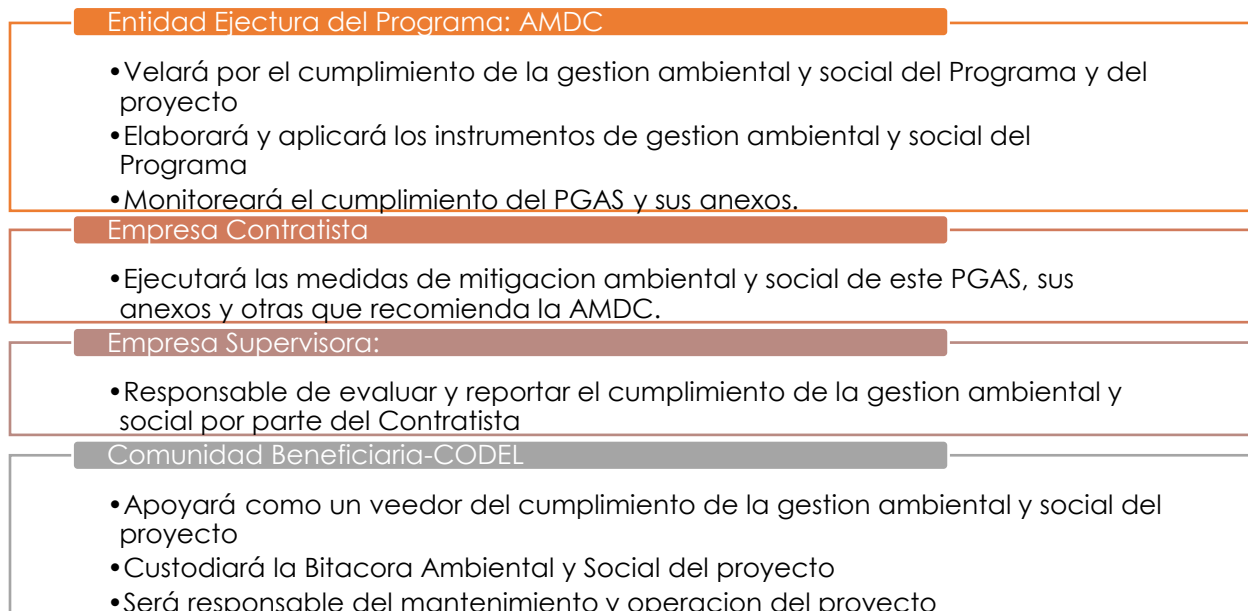 Entidad Ejectura del Programa: AMDC
•Velará por el cumplimiento de la gestion ambiental y social del Programa y del
proyecto
•Elaborará y aplicará los instrumentos de gestion ambiental y social del
Programa
•Monitoreará el cumplimiento del PGAS y sus anexos.
Empresa Contratista
•Ejecutará las medidas de mitigacion ambiental y social de este PGAS, sus
anexos y otras que recomienda la AMDC.
Empresa Supervisora:
•Responsable de evaluar y reportar el cumplimiento de la gestion ambiental y
social por parte del Contratista
Comunidad Beneficiaria-CODEL
•Apoyará como un veedor del cumplimiento de la gestion ambiental y social del
proyecto
•Custodiará la Bitacora Ambiental y Social del proyecto
•Será responsable del mantenimiento y operacion del proyecto